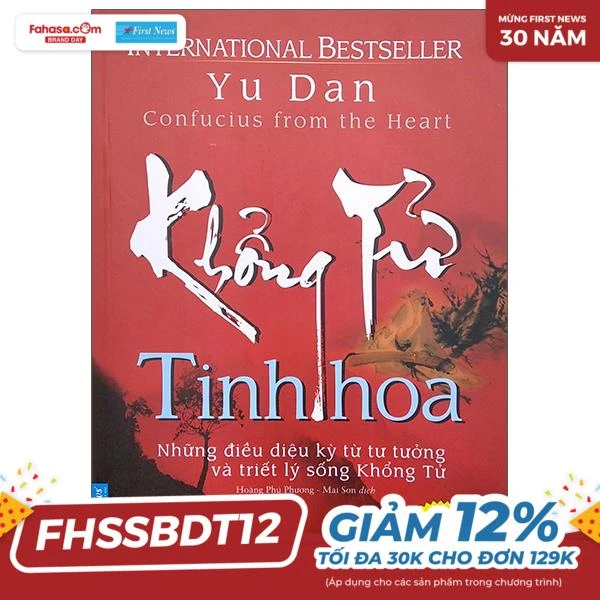 Fahasa.com
BRAND DAY
First News
MỪNG FIRST NEWS
30 NĂM
INTERNATIONAL BESTSELLER
Yu Dan
Confucius from the Heart
Khổng Tử
Tinh hoa
Những điều diệu kỳ từ tư tưởng
và triết lý sống Khổng Tử
Hoàng Phú Phương - Mai Sơn dịch
FHSSBDT12
GIẢM 12%
TỐI ĐA 30K CHO ĐƠN 129K
(Áp dụng cho các sản phẩm trong chương trình)